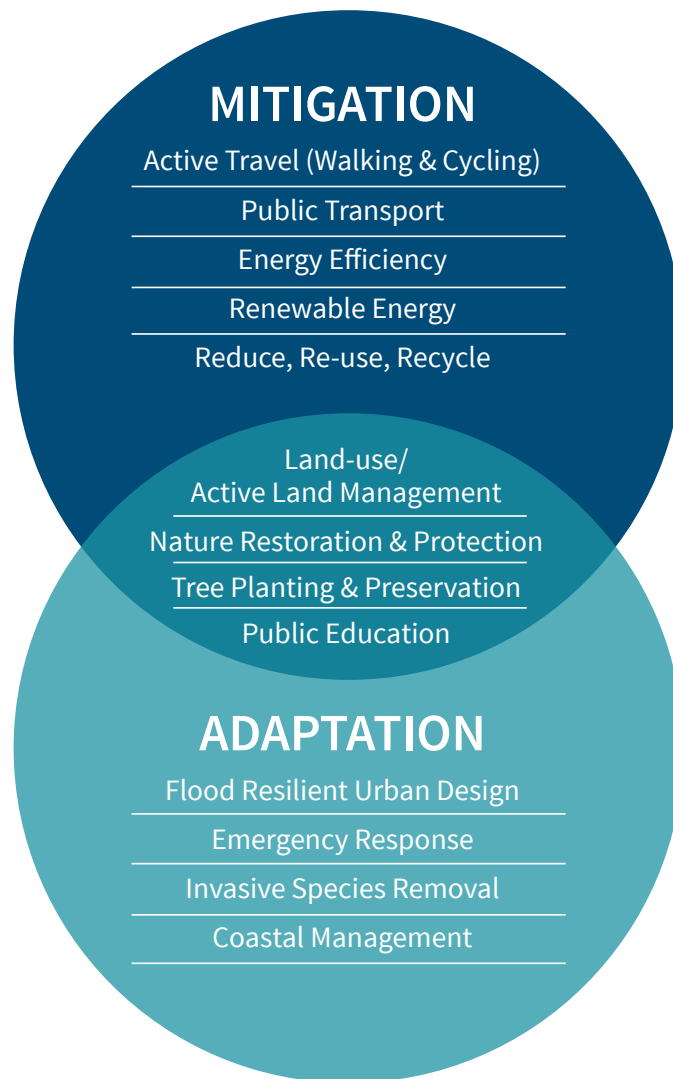 MITIGATION
Active Travel (Walking & Cycling)
Public Transport
Energy Efficiency
Renewable Energy
Reduce, Re-use, Recycle
Land-use/
Active Land Management
Nature Restoration & Protection
Tree Planting & Preservation
Public Education
ADAPTATION
Flood Resilient Urban Design
Emergency Response
Invasive Species Removal
Coastal Management